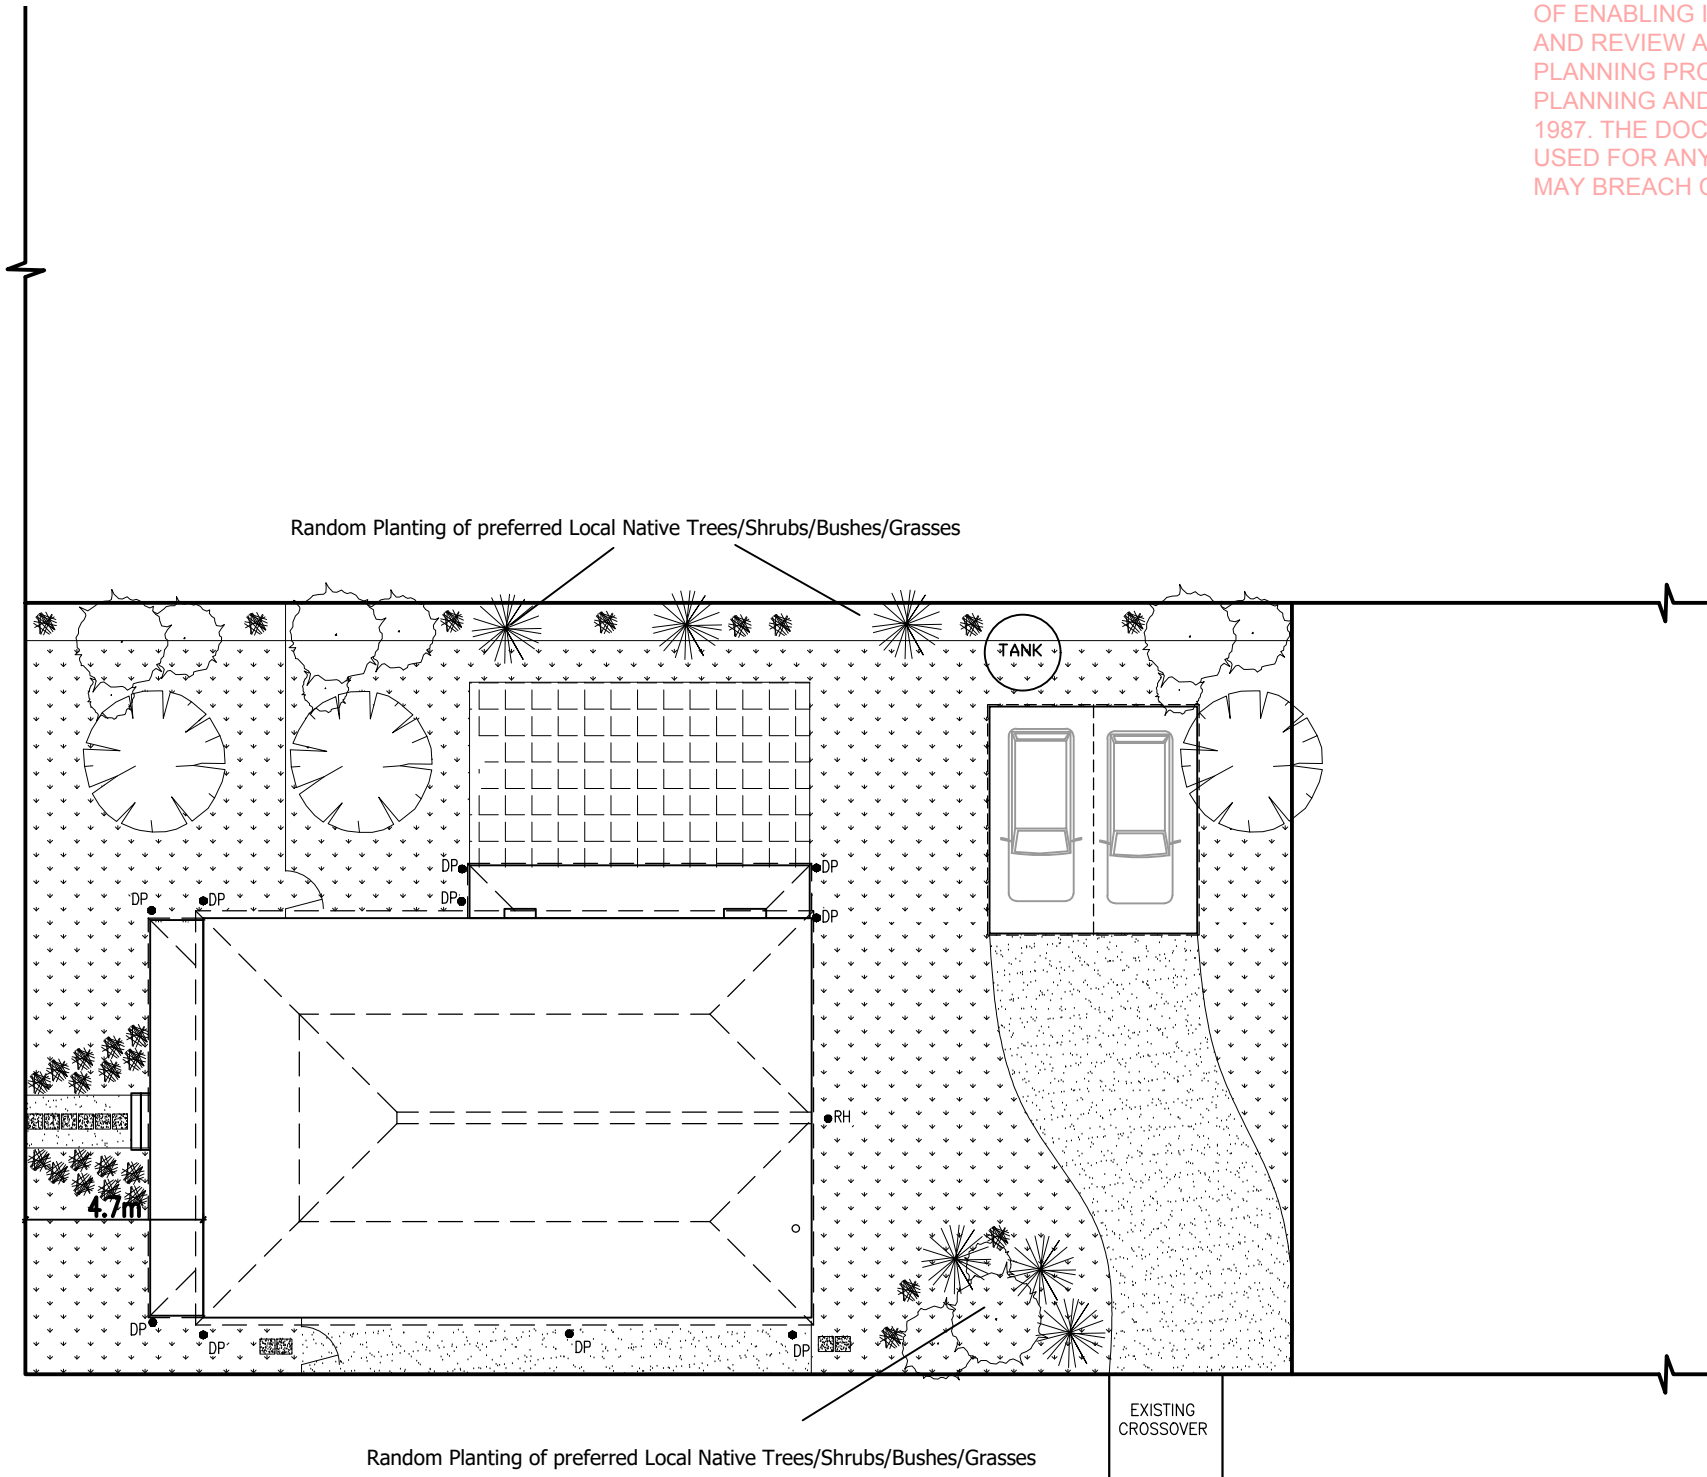 OF ENABLING
AND REVIEW A
PLANNING PRO
PLANNING AND
1987. THE DOC
USED FOR ANY
MAY BREACH
Random Planting of preferred Local Native Trees/Shrubs/Bushes/Grasses
TANK
DP
DP
DP
DP
DP
DP
RH
4.7m
DP
DP
DP
DP
EXISTING
CROSSOVER
Random Planting of preferred Local Native Trees/Shrubs/Bushes/Grasses